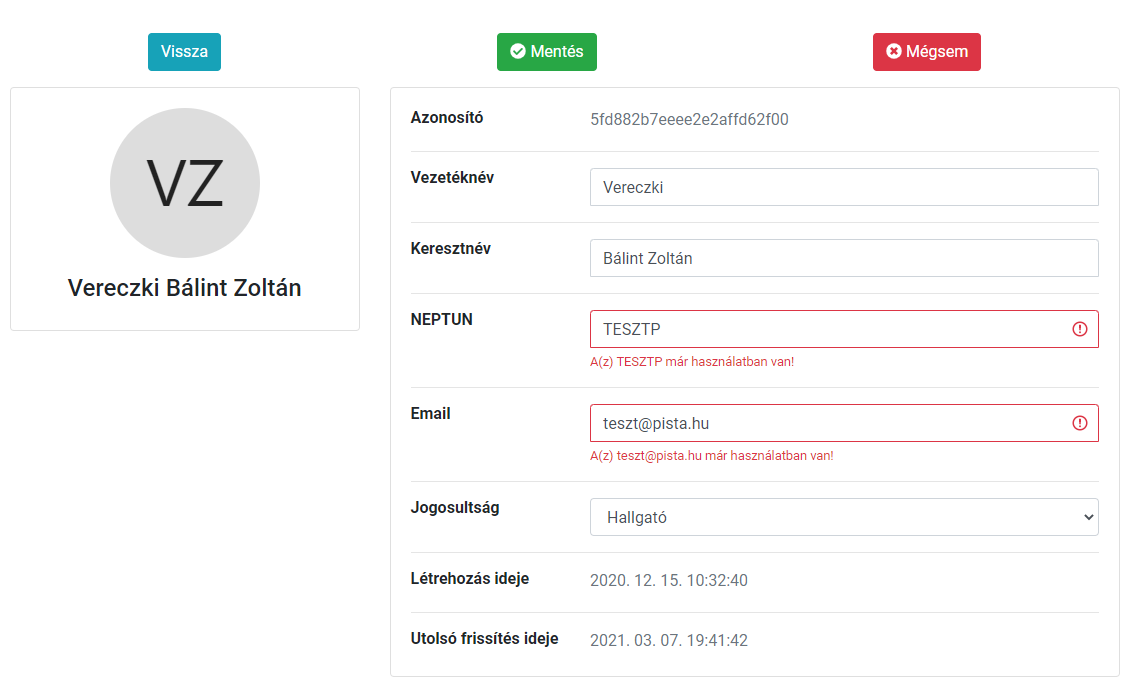 Vissza
Mentés
Mégsem
VZ
Vereczki Bálint Zoltán
Azonosító
5fd882b7eeee2e2affd62f00
Vezetéknév
Vereczki
Keresztnév
Bálint Zoltán
NEPTUN
TESZTP
A(z) TESZTP már használatban van!
Email
teszt@pista.hu
A(z) teszt@pista.hu már használatban van!
Jogosultság
Hallgató
Létrehozás ideje
2020. 12. 15. 10:32:40
Utolsó frissítés ideje
2021. 03. 07. 19:41:42